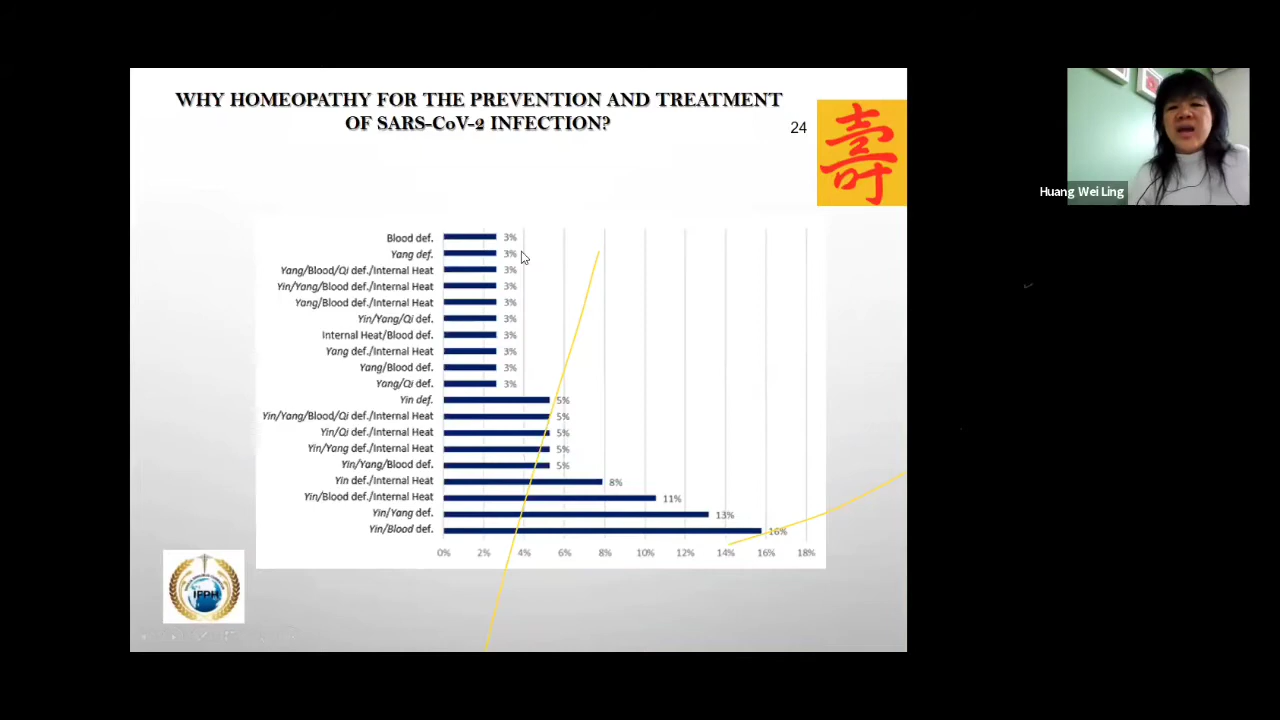 WHY HOMEOPATHY FOR THE PREVENTION AND TREATMENT
OF SARS-CoV-2 INFECTION?
24
壽
Huang Wei Ling
Blood def. 3%
Yang def. 3%
Yang/Blood/Qi def./Internal Heat 3%
Yin/Yang/Blood def./Internal Heat 3%
Yang/Blood def./Internal Heat 3%
Yin/Yang/Qi def. 3%
Internal Heat/Blood def. 3%
Yang def./Internal Heat 3%
Yang/Blood def. 3%
Yang/Qi def. 3%
Yin def. 5%
Yin/Yang/Blood/Qi def./Internal Heat 5%
Yin/Qi def./Internal Heat 5%
Yin/Yang def./Internal Heat 5%
Yin/Yang/Blood def. 5%
Yin def./Internal Heat 8%
Yin/Blood def./Internal Heat 11%
Yin/Yang def. 13%
Yin/Blood def. 16%
0% 2% 4% 6% 8% 10% 12% 14% 16% 18%
IFPH